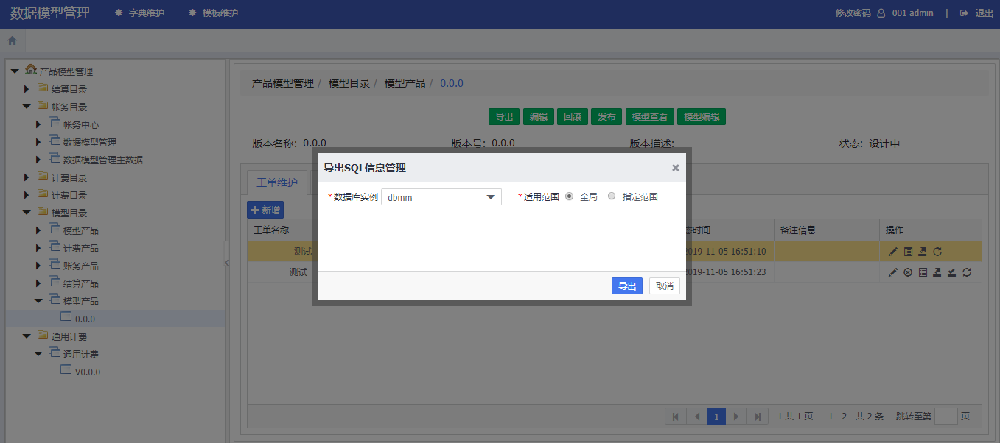 数据模型管理 字典维护 模板维护 修改密码 001 admin | 退出
产品模型管理
结算目录
帐务目录
帐务中心
数据模型管理
数据模型管理主数据
计费目录
计费目录
模型目录
模型产品
计费产品
账务产品
结算产品
模型产品
0.0.0
通用计费
通用计费
V0.0.0
产品模型管理 / 模型目录 / 模型产品 / 0.0.0
导出 编辑 回滚 发布 模型查看 模型编辑
版本名称: 0.0.0 版本号: 0.0.0 版本描述: 状态: 设计中
工单维护
新增
工单名称 态时间 备注信息 操作
测试 2019-11-05 16:51:10
测试一 2019-11-05 16:51:23
导出SQL信息管理
*数据库实例 dbmm *适用范围 全局 指定范围
导出 取消
1 1 共 1 页 1 - 2 共 2 条 跳转至第 页